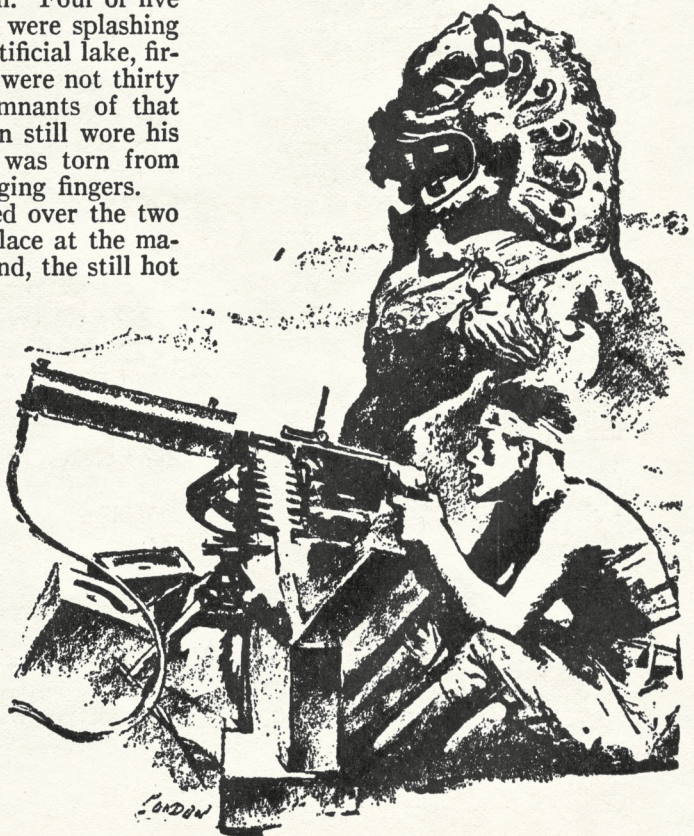 were splashing
tificial lake, fir-
were not thirty
mnants of that
n still wore his
was torn from
ging fingers.
ed over the two
lace at the ma-
nd, the still hot
GORDON